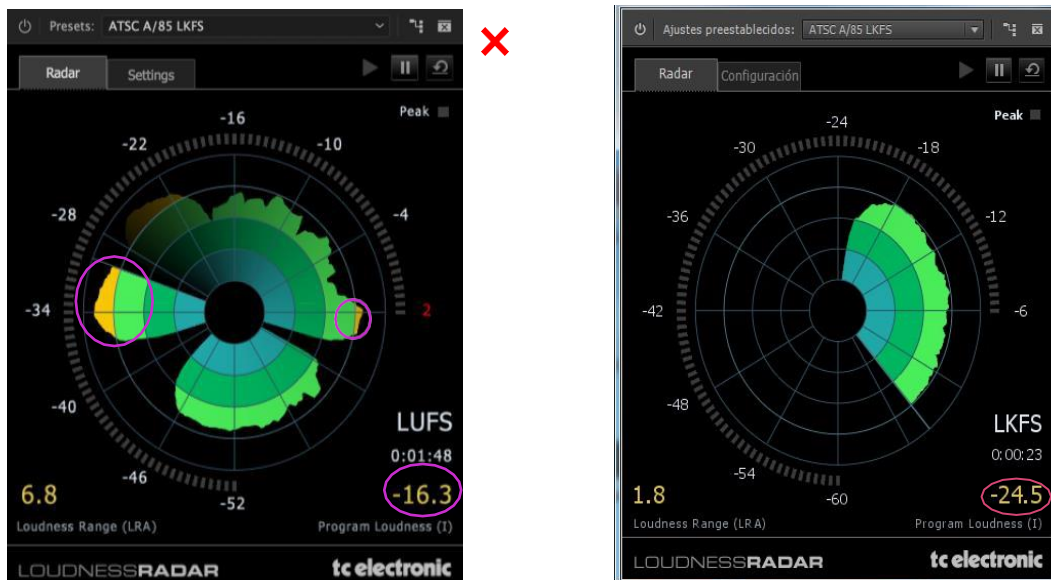 Presets: ATSC A/85 LKFS
Radar Settings
Peak
-16
-22 -10
-28 -4
-34 2
-40
LUFS
0:01:48
-46
6.8 -52 -16.3
Loudness Range (LRA) Program Loudness (I)
LOUDNESSRADAR tc electronic
Ajustes preestablecidos: ATSC A/85 LKFS
Radar Configuración
Peak
-24
-30 -18
-36 -12
-42 -6
-48
LKFS
0:00:23
-54
1.8 -60 -24.5
Loudness Range (LRA) Program Loudness (I)
LOUDNESSRADAR tc electronic